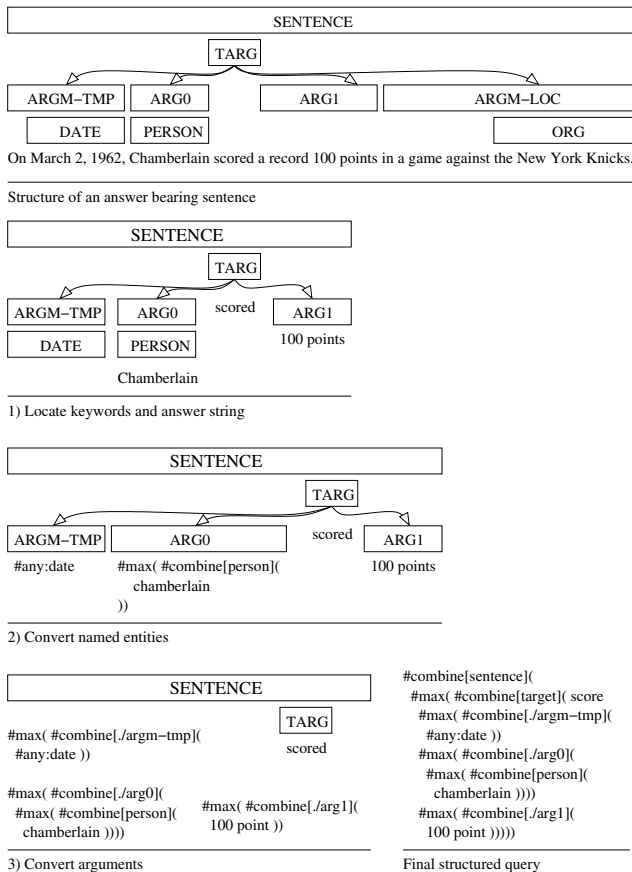 SENTENCE
TARG
ARGM−TMP ARG0 ARG1 ARGM−LOC
DATE PERSON ORG
On March 2, 1962, Chamberlain scored a record 100 points in a game against the New York Knicks.
Structure of an answer bearing sentence
SENTENCE
TARG
ARGM−TMP ARG0 scored ARG1
DATE PERSON 100 points
Chamberlain
1) Locate keywords and answer string
SENTENCE
TARG
ARGM−TMP ARG0 scored ARG1
#any:date #max( #combine[person]( 100 points
chamberlain
))
2) Convert named entities
SENTENCE
TARG
scored
#max( #combine[./argm−tmp](
#any:date ))
#max( #combine[./arg0](
#max( #combine[person](
chamberlain ))))
#max( #combine[./arg1](
100 point ))
3) Convert arguments
#combine[sentence](
#max( #combine[target]( score
#max( #combine[./argm−tmp](
#any:date ))
#max( #combine[./arg0](
#max( #combine[person](
chamberlain ))))
#max( #combine[./arg1](
100 point )))))
Final structured query